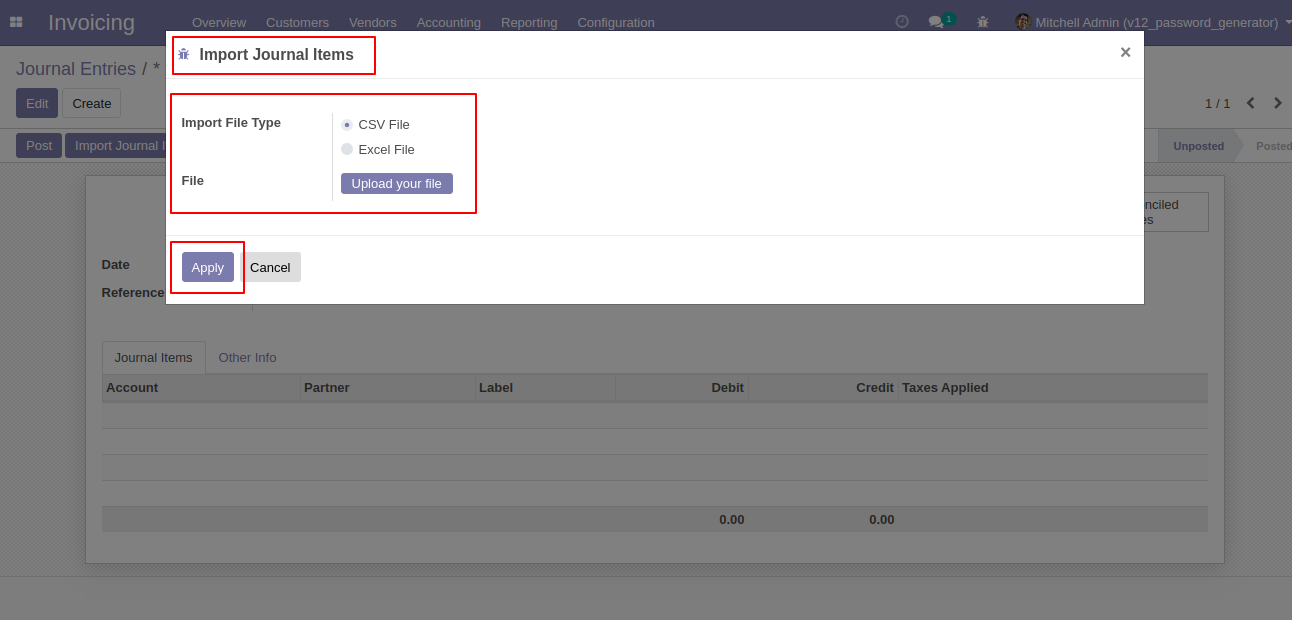 Invoicing Overview Customers Vendors Accounting Reporting Configuration 1 Mitchell Admin (v12_password_generator)
Import Journal Items ×
Journal Entries / *
Edit Create 1 / 1
Import File Type CSV File
Excel File
Post Import Journal I Unposted Posted
File Upload your file
nciled
es
Apply Cancel
Date
Reference
Journal Items Other Info
Account Partner Label Debit Credit Taxes Applied
0.00 0.00